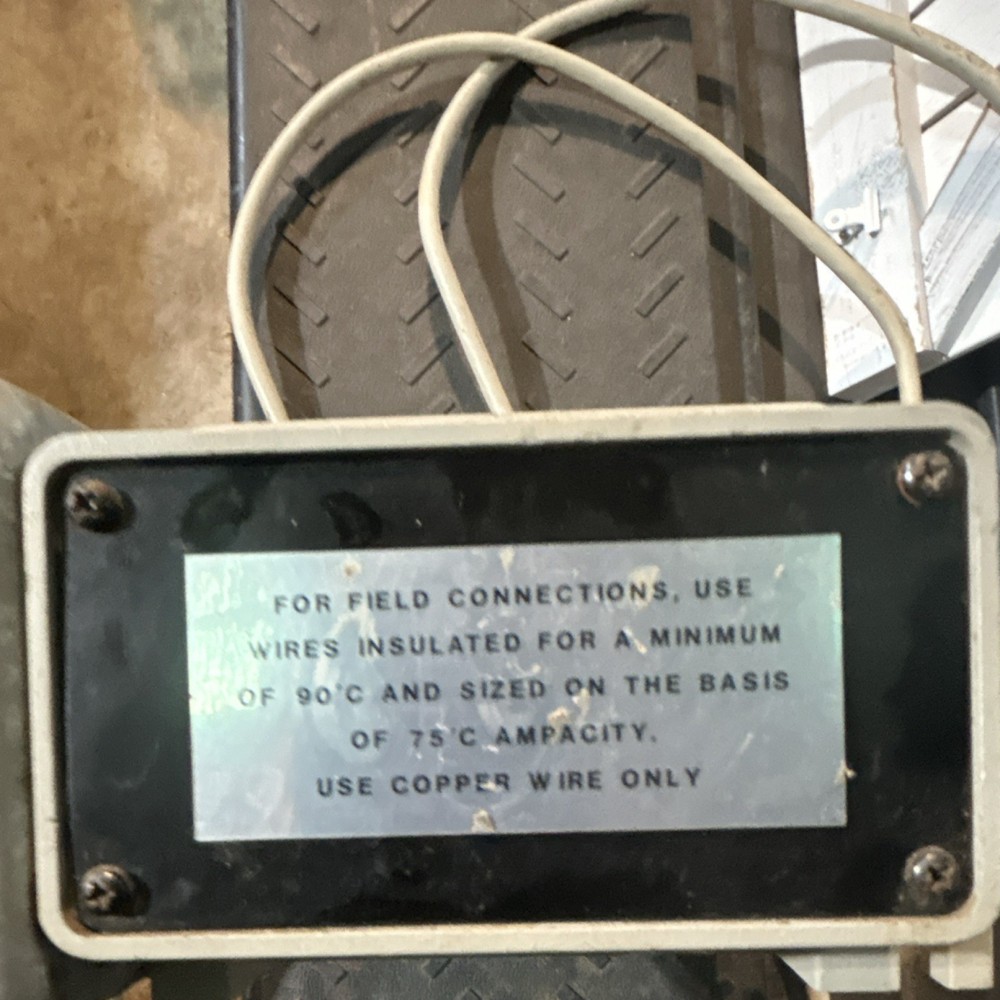 FOR FIELD CONNECTIONS, USE
WIRES INSULATED FOR A MINIMUM
OF 90°C AND SIZED ON THE BASIS
OF 75°C AMPACITY.
USE COPPER WIRE ONLY